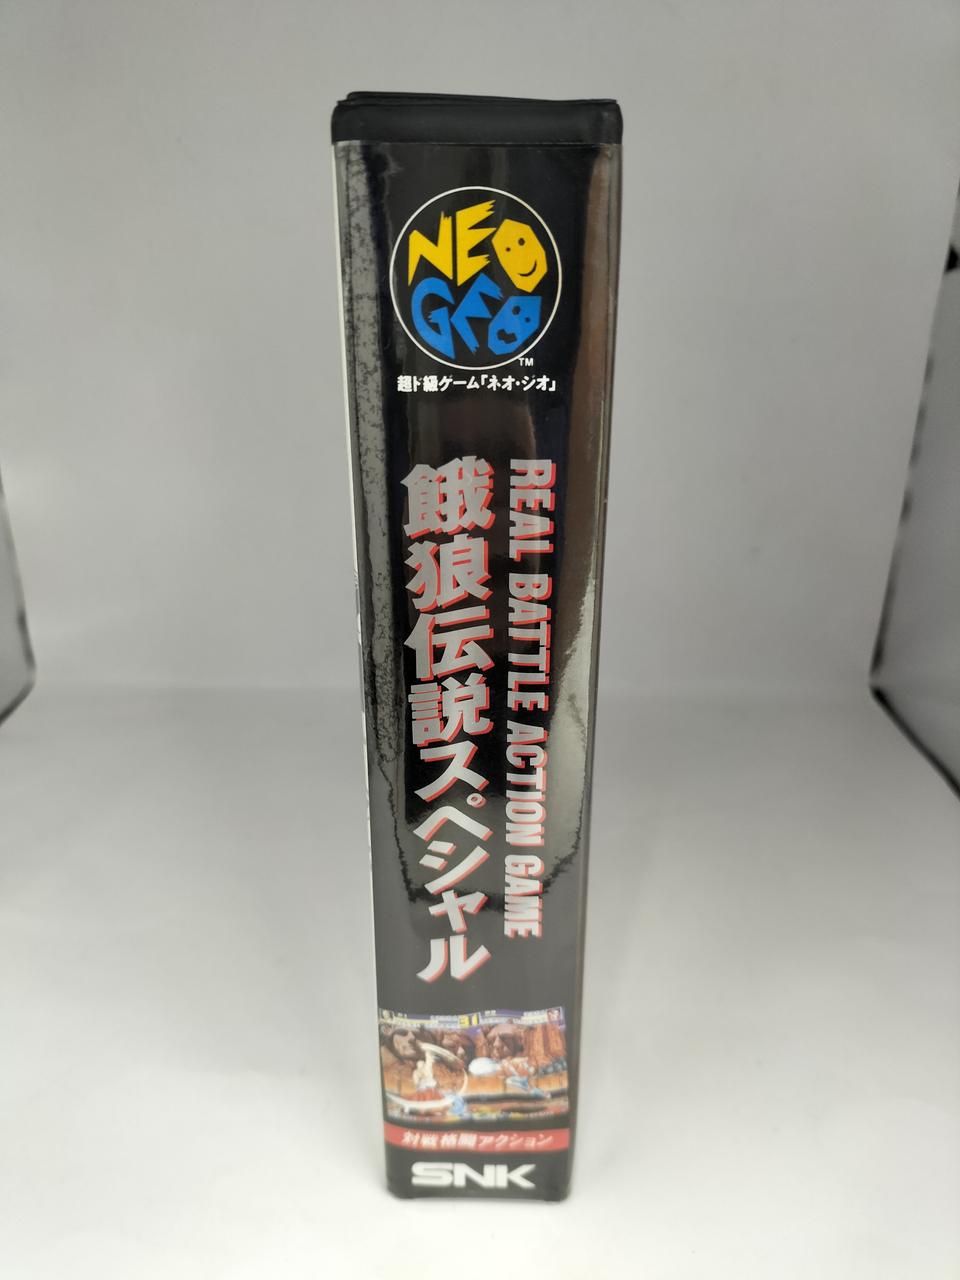 NEO
GEO
TM
超ド級ゲーム「ネオ・ジオ」
REAL BATTLE ACTION GAME
餓狼伝説スペシャル
31
対戦格闘アクション
SNK